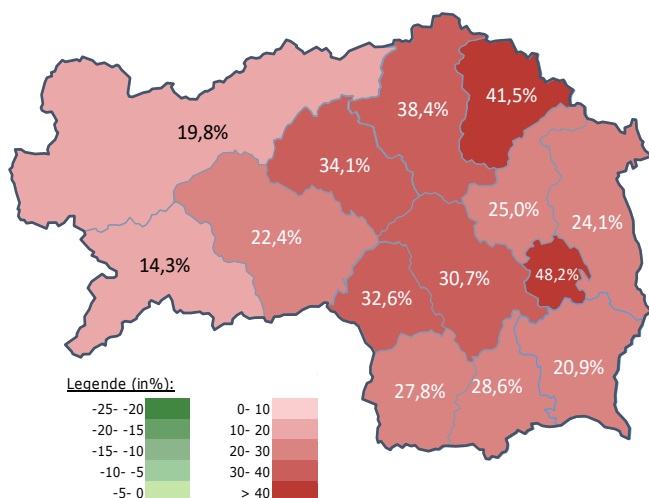 41,5%
38,4%
19,8%
34,1%
25,0%
24,1%
22,4%
14,3%
48,2%
30,7%
32,6%
20,9%
27,8%
28,6%
Legende (in%):
-25- -20 0- 10
-20- -15 10- 20
-15- -10 20- 30
-10- -5 30- 40
-5- 0 > 40